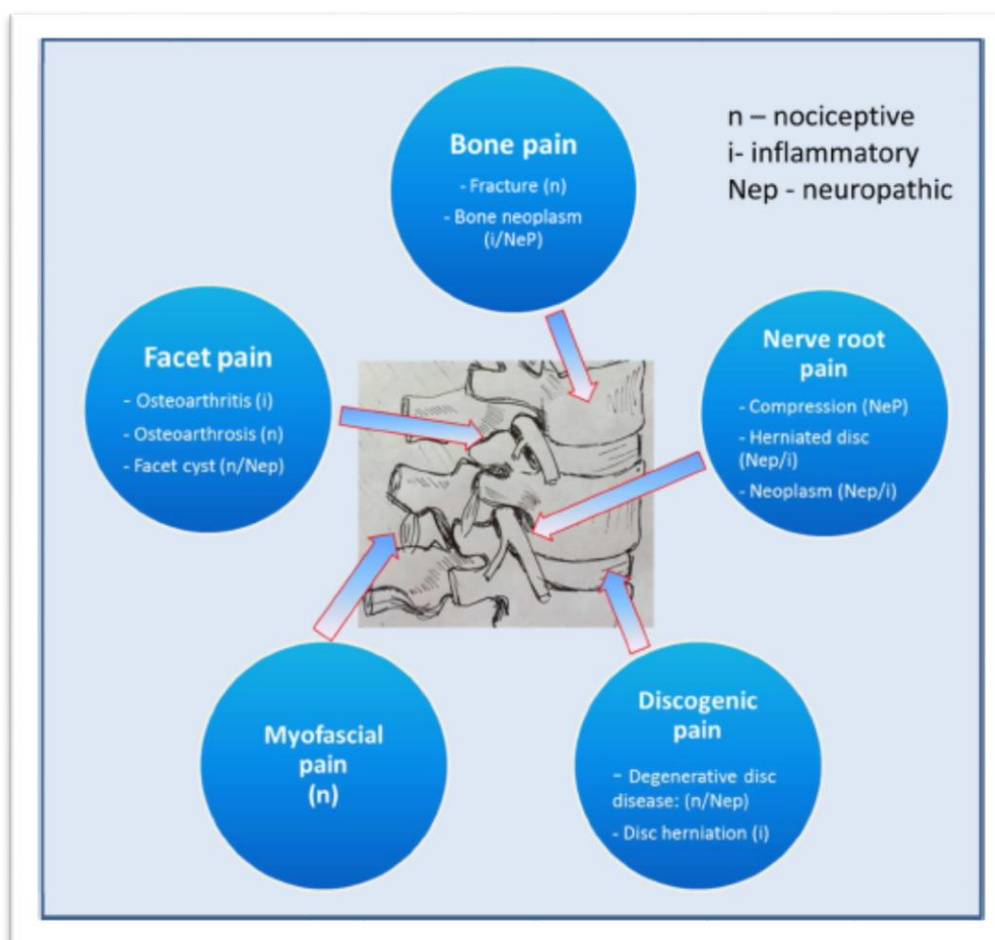 Bone pain
- Fracture (n)
- Bone neoplasm
(i/NeP)
n – nociceptive
i- inflammatory
Nep - neuropathic
Facet pain
- Osteoarthritis (i)
- Osteoarthrosis (n)
- Facet cyst (n/Nep)
Nerve root
pain
- Compression (NeP)
- Herniated disc
(Nep/i)
- Neoplasm (Nep/i)
Myofascial
pain
(n)
Discogenic
pain
- Degenerative disc
disease: (n/Nep)
- Disc herniation (i)